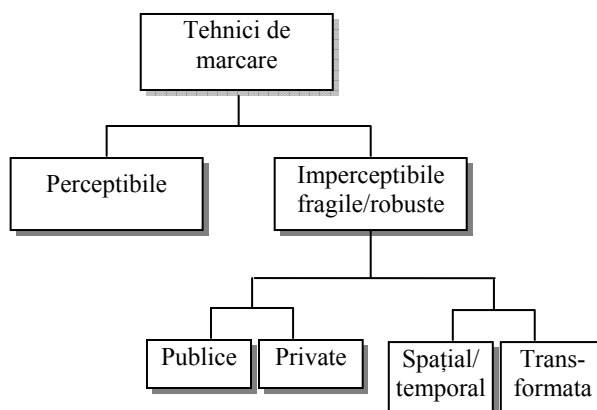 Tehnici de
marcare
Perceptibile
Imperceptibile
fragile/robuste
Publice
Private
Spațial/
temporal
Trans-
formata